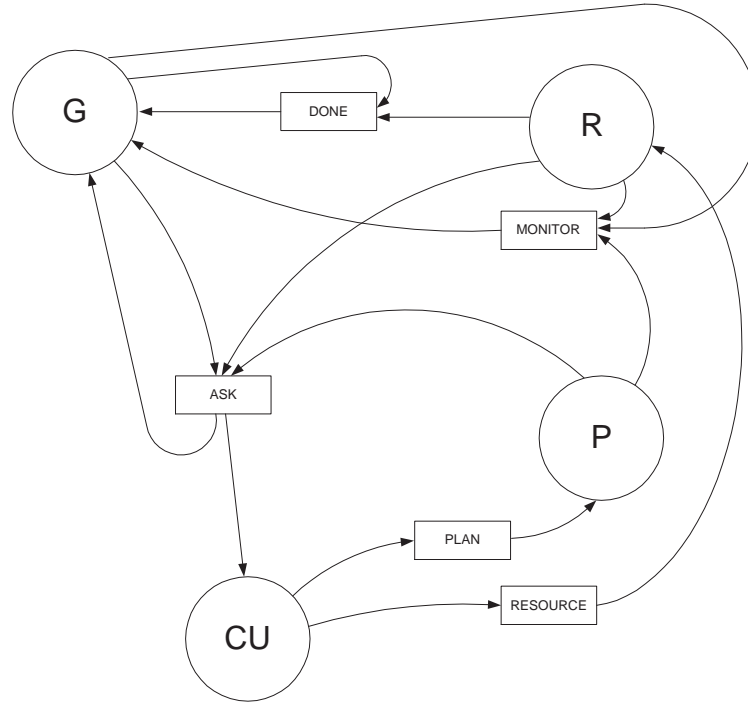 G
DONE
R
MONITOR
ASK
P
PLAN
RESOURCE
CU